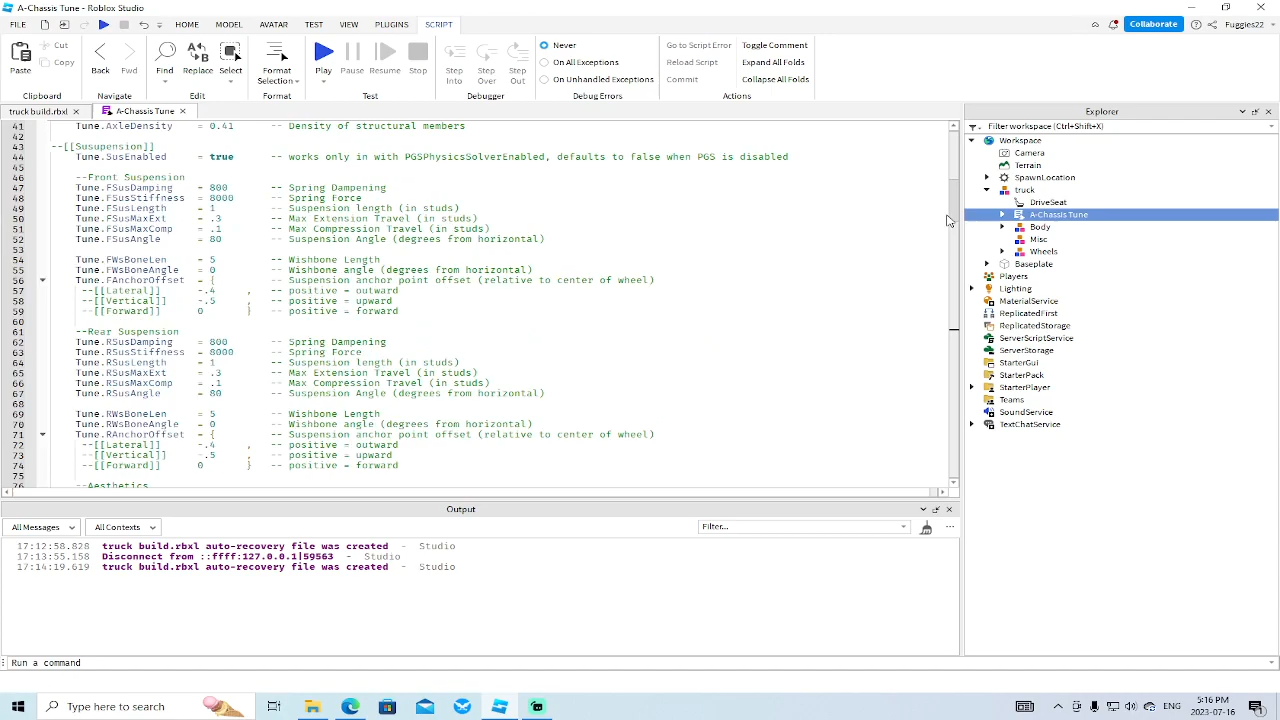 A-Chassis Tune - Roblox Studio
FILE HOME MODEL AVATAR TEST VIEW PLUGINS SCRIPT Collaborate Fuggles22
Paste Cut Copy Back Fwd Find Replace Select Format Selection Play Pause Resume Stop Step Into Step Over Step Out Never On All Exceptions On Unhandled Exceptions Go to Script Error Reload Script Commit Toggle Comment Expand All Folds Collapse All Folds
Clipboard Navigate Edit Format Test Debugger Debug Errors Actions
truck build.rbxl A-Chassis Tune
41 Tune.AxleDensity = 0.41 -- Density of structural members
42
43 --[[Susupension]]
44 Tune.SusEnabled = true -- works only in with PGSPhysicsSolverEnabled, defaults to false when PGS is disabled
45
46 --Front Suspension
47 Tune.FSusDamping = 800 -- Spring Dampening
48 Tune.FSusStiffness = 8000 -- Spring Force
49 Tune.FSusLength = 1 -- Suspension length (in studs)
50 Tune.FSusMaxExt = .3 -- Max Extension Travel (in studs)
51 Tune.FSusMaxComp = .1 -- Max Compression Travel (in studs)
52 Tune.FSusAngle = 80 -- Suspension Angle (degrees from horizontal)
53
54 Tune.FWsBoneLen = 5 -- Wishbone Length
55 Tune.FWsBoneAngle = 0 -- Wishbone angle (degrees from horizontal)
56 Tune.FAnchorOffset = { -- Suspension anchor point offset (relative to center of wheel)
57 --[[Lateral]] -.4 , -- positive = outward
58 --[[Vertical]] -.5 , -- positive = upward
59 --[[Forward]] 0 } -- positive = forward
60
61 --Rear Suspension
62 Tune.RSusDamping = 800 -- Spring Dampening
63 Tune.RSusStiffness = 8000 -- Spring Force
64 Tune.RSusLength = 1 -- Suspension length (in studs)
65 Tune.RSusMaxExt = .3 -- Max Extension Travel (in studs)
66 Tune.RSusMaxComp = .1 -- Max Compression Travel (in studs)
67 Tune.RSusAngle = 80 -- Suspension Angle (degrees from horizontal)
68
69 Tune.RWsBoneLen = 5 -- Wishbone Length
70 Tune.RWsBoneAngle = 0 -- Wishbone angle (degrees from horizontal)
71 Tune.RAnchorOffset = { -- Suspension anchor point offset (relative to center of wheel)
72 --[[Lateral]] -.4 , -- positive = outward
73 --[[Vertical]] -.5 , -- positive = upward
74 --[[Forward]] 0 } -- positive = forward
75
76 --Aesthetics
Explorer
Filter workspace (Ctrl+Shift+X)
Workspace
Camera
Terrain
SpawnLocation
truck
DriveSeat
A-Chassis Tune
Body
Misc
Wheels
Baseplate
Players
Lighting
MaterialService
ReplicatedFirst
ReplicatedStorage
ServerScriptService
ServerStorage
StarterGui
StarterPack
StarterPlayer
Teams
SoundService
TextChatService
Output
All Messages All Contexts Filter...
17:12:58.828 truck build.rbxl auto-recovery file was created - Studio
17:13:55.158 Disconnect from ::ffff:127.0.0.1|59563 - Studio
17:14:19.619 truck build.rbxl auto-recovery file was created - Studio
Run a command
Type here to search
ENG
5:16 PM
2023-07-16